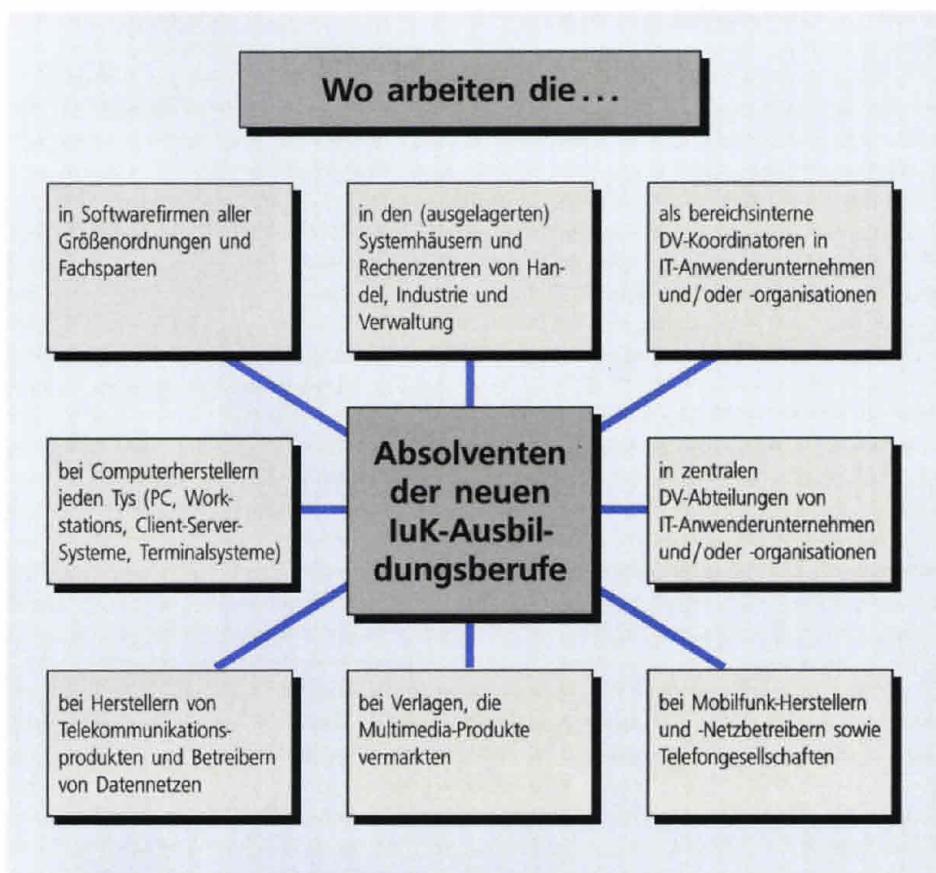 Wo arbeiten die...
in Softwarefirmen aller
Größenordnungen und
Fachsparten
in den (ausgelagerten)
Systemhäusern und
Rechenzentren von Han-
del, Industrie und
Verwaltung
als bereichsinterne
DV-Koordinatoren in
IT-Anwenderunternehmen
und/oder -organisationen
bei Computerherstellern
jeden Tys (PC, Work-
stations, Client-Server-
Systeme, Terminalsysteme)
Absolventen
der neuen
IuK-Ausbil-
dungsberufe
in zentralen
DV-Abteilungen von
IT-Anwenderunternehmen
und/oder -organisationen
bei Herstellern von
Telekommunikations-
produkten und Betreibern
von Datennetzen
bei Verlagen, die
Multimedia-Produkte
vermarkten
bei Mobilfunk-Herstellern
und -Netzbetreibern sowie
Telefongesellschaften